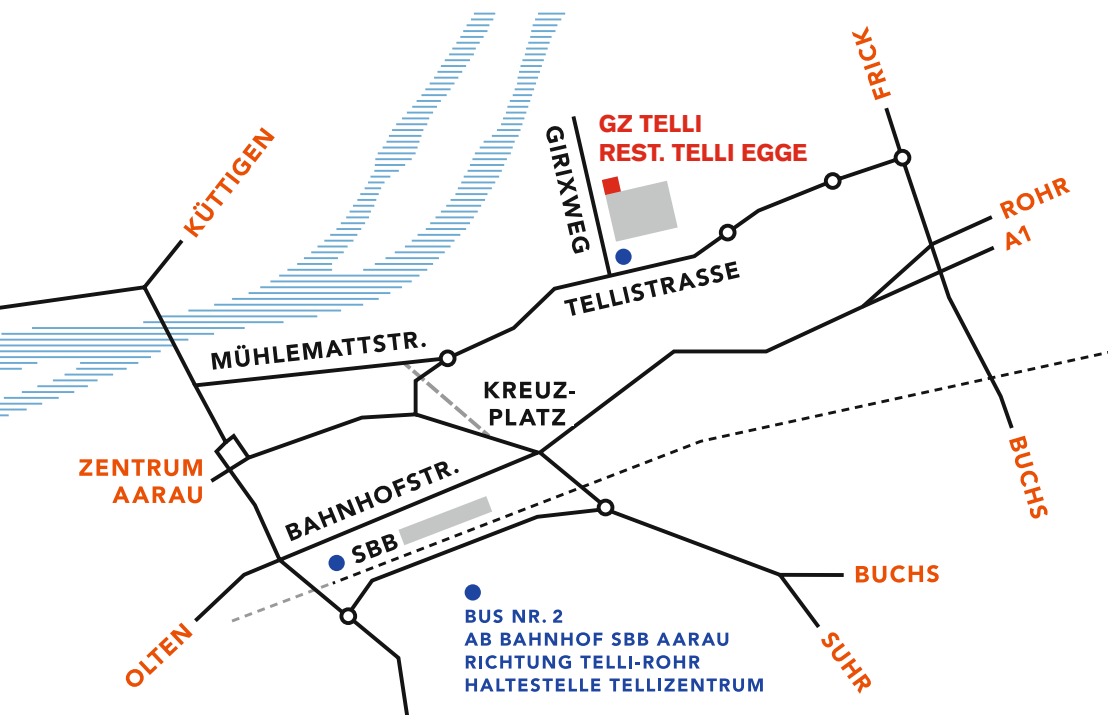 FRICK
GZ TELLI
REST. TELLI EGGE
GIRIXWEG
KÜTTIGEN
ROHR
A1
TELLISTRASSE
MÜHLEMATTSTR.
KREUZ-
PLATZ
ZENTRUM
AARAU
BAHNHOFSTR.
SBB
BUCHS
BUCHS
OLTEN
SUHR
BUS NR. 2
AB BAHNHOF SBB AARAU
RICHTUNG TELLI-ROHR
HALTESTELLE TELLIZENTRUM